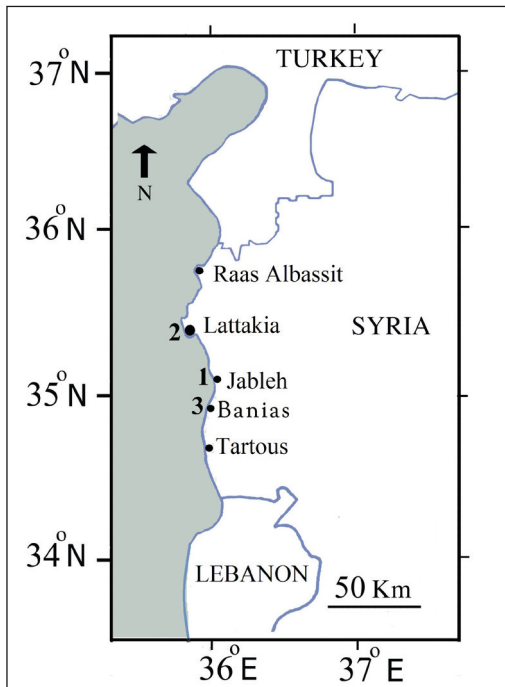 TURKEY
37°N
N
36°N
Raas Albassit
2 Lattakia
SYRIA
1 Jableh
35°N
3 Banias
Tartous
34°N
LEBANON
50 Km
36°E
37°E